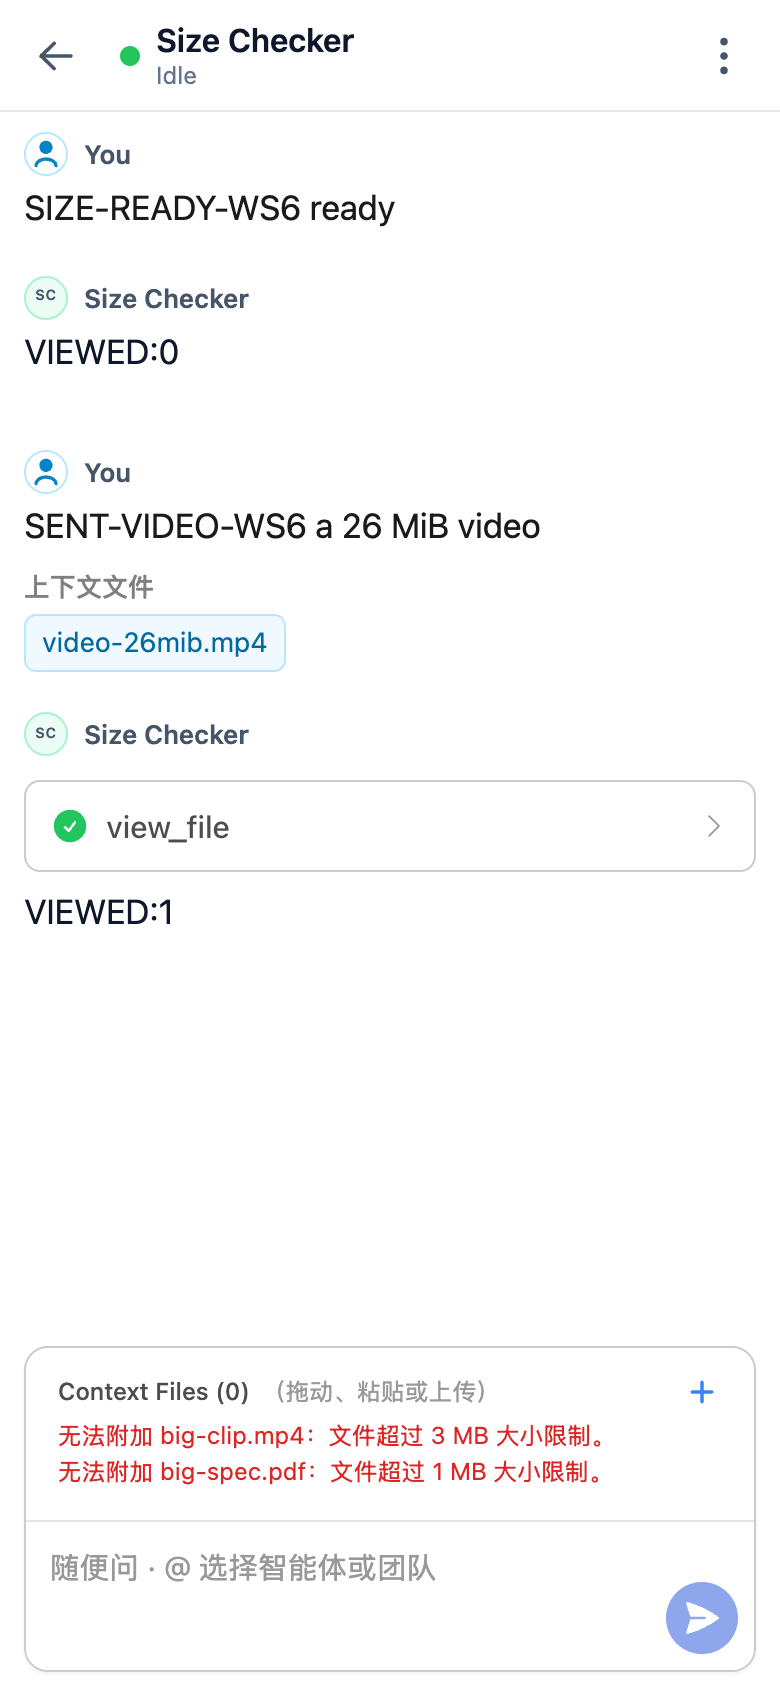 Size Checker
Idle
You
SIZE-READY-WS6 ready
SC
Size Checker
VIEWED:0
You
SENT-VIDEO-WS6 a 26 MiB video
上下文文件
video-26mib.mp4
SC
Size Checker
view_file
VIEWED:1
Context Files (0) （拖动、粘贴或上传）
无法附加 big-clip.mp4：文件超过 3 MB 大小限制。
无法附加 big-spec.pdf：文件超过 1 MB 大小限制。
随便问 · @ 选择智能体或团队